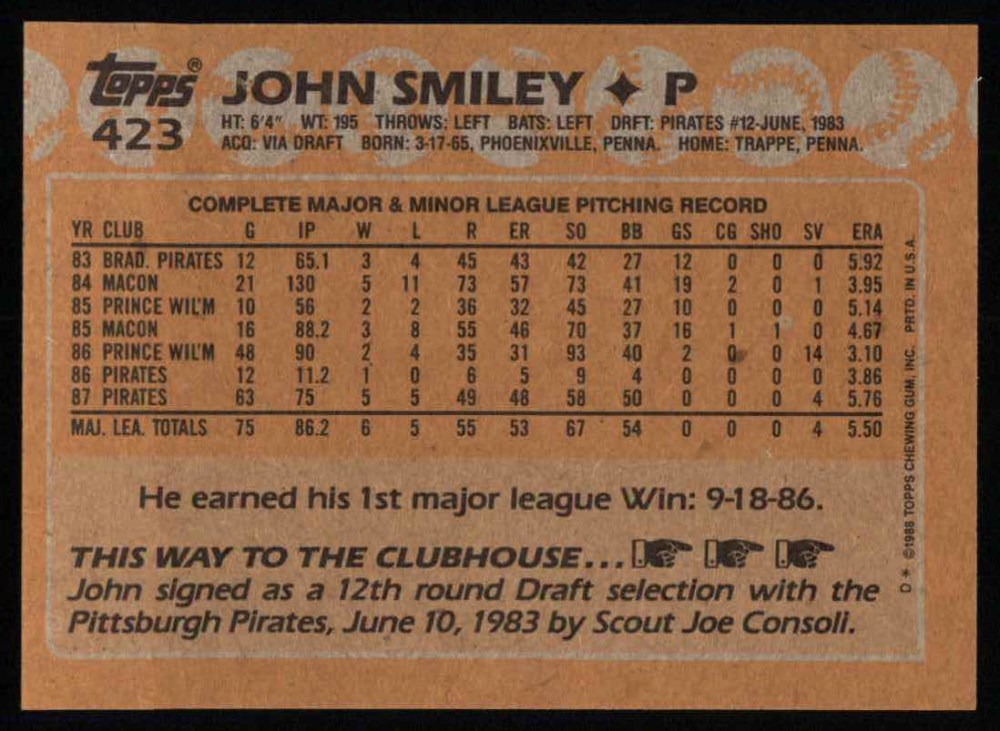 Topps® JOHN SMILEY ✦ P
423
HT: 6'4" WT: 195 THROWS: LEFT BATS: LEFT DRFT: PIRATES #12-JUNE, 1983
ACQ: VIA DRAFT BORN: 3-17-65, PHOENIXVILLE, PENNA. HOME: TRAPPE, PENNA.
COMPLETE MAJOR & MINOR LEAGUE PITCHING RECORD
YR CLUB G IP W L R ER SO BB GS CG SHO SV ERA
83 BRAD. PIRATES 12 65.1 3 4 45 43 42 27 12 0 0 0 5.92
84 MACON 21 130 5 11 73 57 73 41 19 2 0 1 3.95
85 PRINCE WIL'M 10 56 2 2 36 32 45 27 10 0 0 0 5.14
85 MACON 16 88.2 3 8 55 46 70 37 16 1 1 0 4.67
86 PRINCE WIL'M 48 90 2 4 35 31 93 40 2 0 0 14 3.10
86 PIRATES 12 11.2 1 0 6 5 9 4 0 0 0 0 3.86
87 PIRATES 63 75 5 5 49 48 58 50 0 0 0 4 5.76
MAJ. LEA. TOTALS 75 86.2 6 5 55 53 67 54 0 0 0 4 5.50
He earned his 1st major league Win: 9-18-86.
THIS WAY TO THE CLUBHOUSE...
John signed as a 12th round Draft selection with the
Pittsburgh Pirates, June 10, 1983 by Scout Joe Consoli.
D * ©1988 TOPPS CHEWING GUM, INC. PRTD. IN U.S.A.